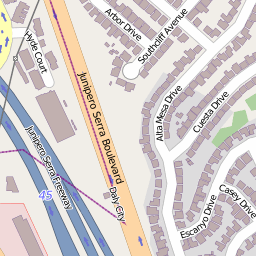 Hyde Court
Arbor Drive
Southcliff Avenue
Junipero Serra Boulevard
Alta Mesa Drive
Cuesta Drive
Junipero Serra Freeway
45
Daly City
Escanyo Drive
Casey Drive